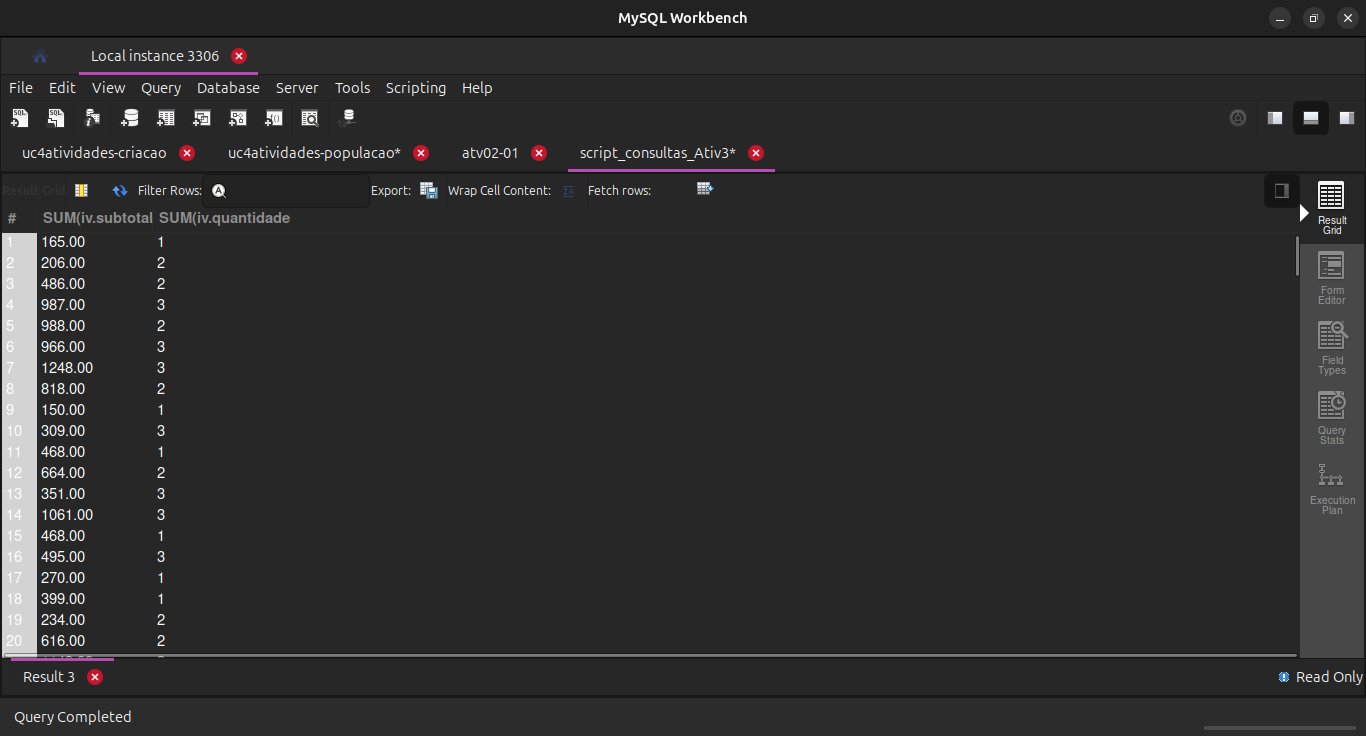 MySQL Workbench
Local instance 3306
File Edit View Query Database Server Tools Scripting Help
uc4atividades-criacao uc4atividades-populacao* atv02-01 script_consultas_Ativ3*
Result Grid Filter Rows: Export: Wrap Cell Content: Fetch rows:
# SUM(iv.subtotal SUM(iv.quantidade
1 165.00 1
2 206.00 2
3 486.00 2
4 987.00 3
5 988.00 2
6 966.00 3
7 1248.00 3
8 818.00 2
9 150.00 1
10 309.00 3
11 468.00 1
12 664.00 2
13 351.00 3
14 1061.00 3
15 468.00 1
16 495.00 3
17 270.00 1
18 399.00 1
19 234.00 2
20 616.00 2
Result
Grid
Form
Editor
Field
Types
Query
Stats
Execution
Plan
Result 3 Read Only
Query Completed